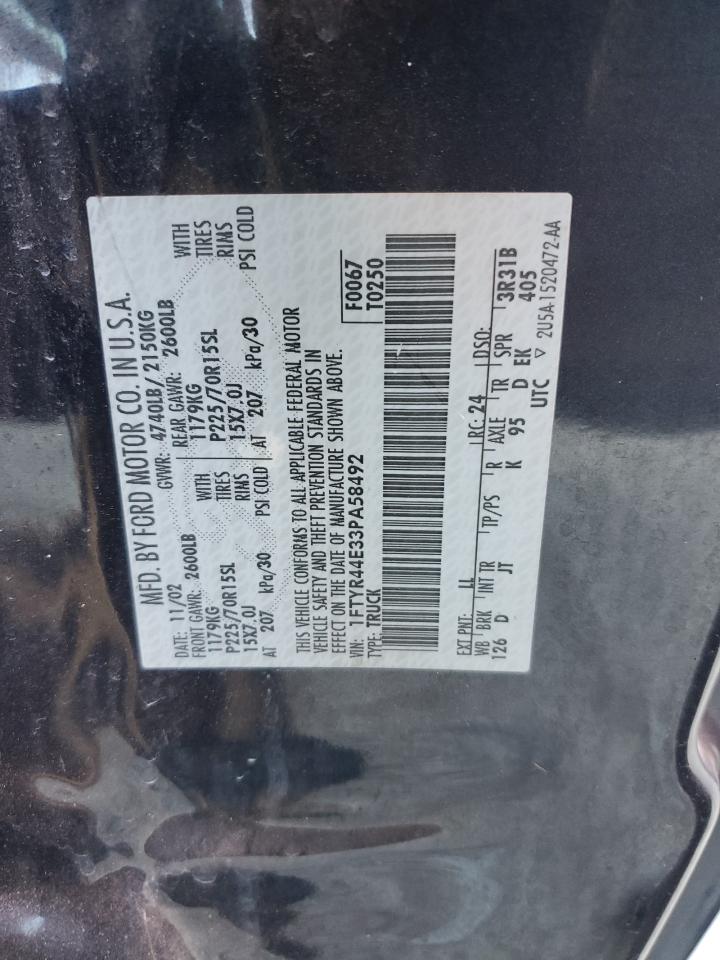 MFD. BY FORD MOTOR CO. IN U.S.A.
DATE: 11/02 GVWR: 4740LB/ 2150KG
FRONT GAWR: 2600LB REAR GAWR: 2600LB
1179KG WITH 1179KG WITH
P225/70R15SL TIRES P225/70R15SL TIRES
15X7.0J RIMS 15X7.0J RIMS
AT 207 kPa/30 PSI COLD AT 207 kPa/30 PSI COLD
THIS VEHICLE CONFORMS TO ALL APPLICABLE FEDERAL MOTOR
VEHICLE SAFETY AND THEFT PREVENTION STANDARDS IN
EFFECT ON THE DATE OF MANUFACTURE SHOWN ABOVE.
VIN: 1FTYR44E33PA58492 F0067
TYPE: TRUCK T0250
EXT PNT: LL RC: 24 DSO:
WB BRK INT TR TP/PS R AXLE TR SPR 3R31B
126 D JT K 95 D EK 405
UTC ▽ 2U5A-1520472-AA